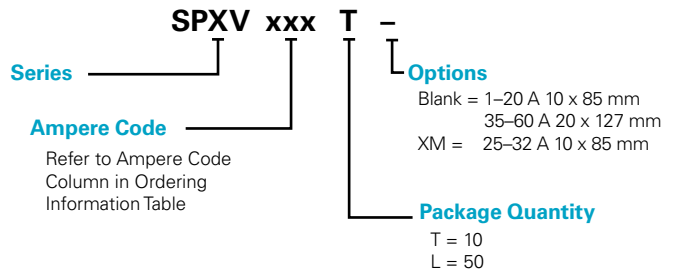 SPXV xxx T –
Series
Options
Blank = 1–20 A 10 x 85 mm
35–60 A 20 x 127 mm
XM = 25–32 A 10 x 85 mm
Ampere Code
Refer to Ampere Code
Column in Ordering
Information Table
Package Quantity
T = 10
L = 50